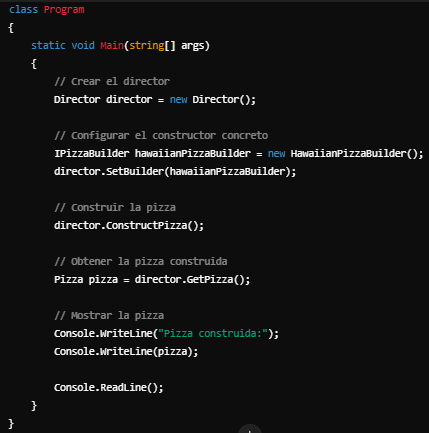 class Program
{
    static void Main(string[] args)
    {
        // Crear el director
        Director director = new Director();

        // Configurar el constructor concreto
        IPizzaBuilder hawaiianPizzaBuilder = new HawaiianPizzaBuilder();
        director.SetBuilder(hawaiianPizzaBuilder);

        // Construir la pizza
        director.ConstructPizza();

        // Obtener la pizza construida
        Pizza pizza = director.GetPizza();

        // Mostrar la pizza
        Console.WriteLine("Pizza construida:");
        Console.WriteLine(pizza);

        Console.ReadLine();
    }
}